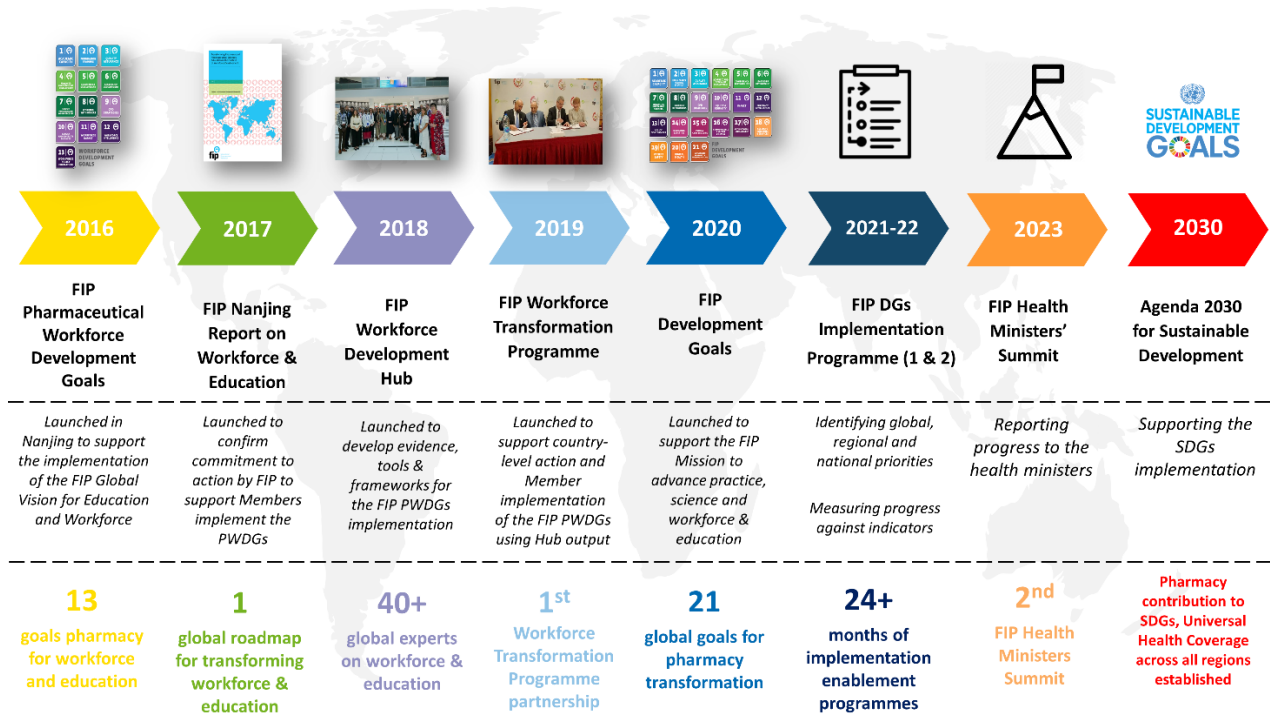 WORKFORCE
DEVELOPMENT
GOALS
fip
FIP
DEVELOPMENT
GOALS
SUSTAINABLE
DEVELOPMENT
GOALS
2016
2017
2018
2019
2020
2021-22
2023
2030
FIP
Pharmaceutical
Workforce
Development
Goals
FIP Nanjing
Report on
Workforce &
Education
FIP
Workforce
Development
Hub
FIP Workforce
Transformation
Programme
FIP
Development
Goals
FIP DGs
Implementation
Programme (1 & 2)
FIP Health
Ministers’
Summit
Agenda 2030
for Sustainable
Development
Launched in
Nanjing to support
the implementation
of the FIP Global
Vision for Education
and Workforce
Launched to
confirm
commitment to
action by FIP to
support Members
implement the
PWDGs
Launched to
develop evidence,
tools &
frameworks for
the FIP PWDGs
implementation
Launched to
support country-
level action and
Member
implementation
of the FIP PWDGs
using Hub output
Launched to
support the FIP
Mission to
advance practice,
science and
workforce &
education
Identifying global,
regional and
national priorities
Measuring progress
against indicators
Reporting
progress to the
health ministers
Supporting the
SDGs
implementation
13
goals pharmacy
for workforce
and education
1
global roadmap
for transforming
workforce &
education
40+
global experts
on workforce &
education
1st
Workforce
Transformation
Programme
partnership
21
global goals for
pharmacy
transformation
24+
months of
implementation
enablement
programmes
2nd
FIP Health
Ministers
Summit
Pharmacy
contribution to
SDGs, Universal
Health Coverage
across all regions
established